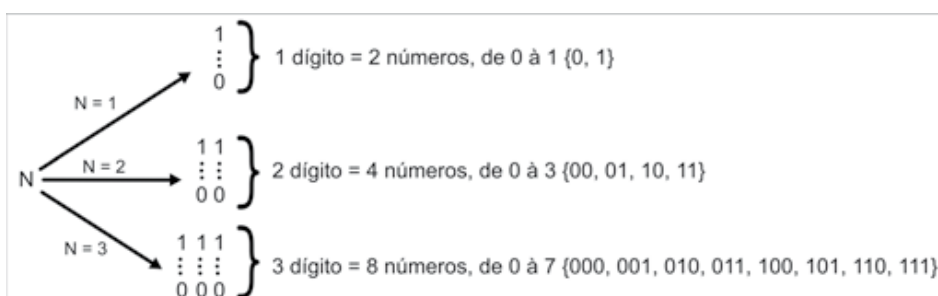 1
⋮
0
1 dígito = 2 números, de 0 à 1 {0, 1}
N = 1
1 1
⋮ ⋮
0 0
2 dígito = 4 números, de 0 à 3 {00, 01, 10, 11}
N
N = 2
N = 3
1 1 1
⋮ ⋮ ⋮
0 0 0
3 dígito = 8 números, de 0 à 7 {000, 001, 010, 011, 100, 101, 110, 111}